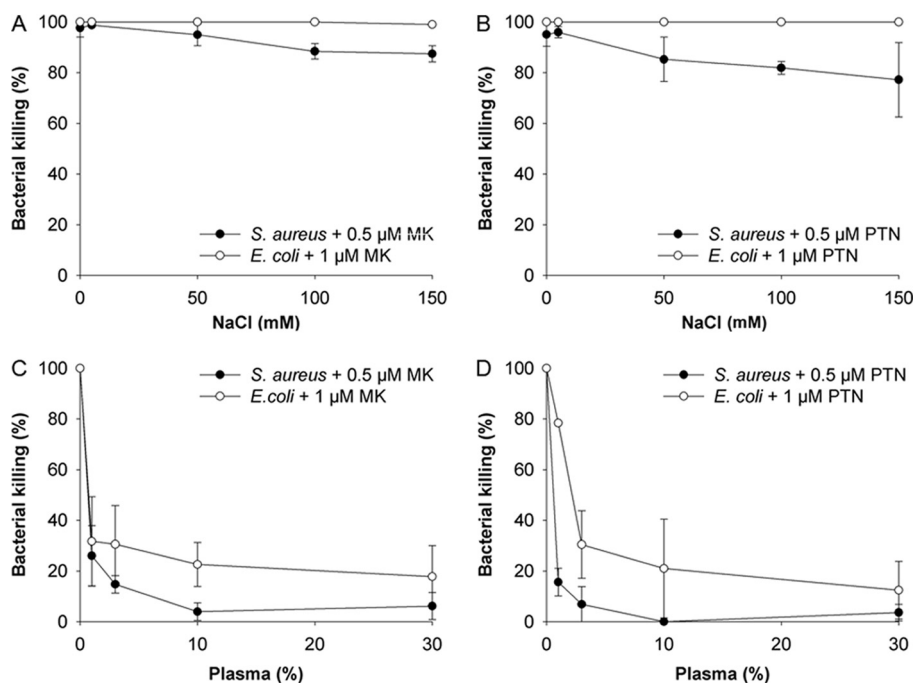 A
Bacterial killing (%)
100
80
60
40
20
0
S. aureus + 0.5 µM MK
E. coli + 1 µM MK
0 50 100 150
NaCl (mM)
B
Bacterial killing (%)
100
80
60
40
20
0
S. aureus + 0.5 µM PTN
E. coli + 1 µM PTN
0 50 100 150
NaCl (mM)
C
Bacterial killing (%)
100
80
60
40
20
0
S. aureus + 0.5 µM MK
E.coli + 1 µM MK
0 10 20 30
Plasma (%)
D
Bacterial killing (%)
100
80
60
40
20
0
S. aureus + 0.5 µM PTN
E. coli + 1 µM PTN
0 10 20 30
Plasma (%)